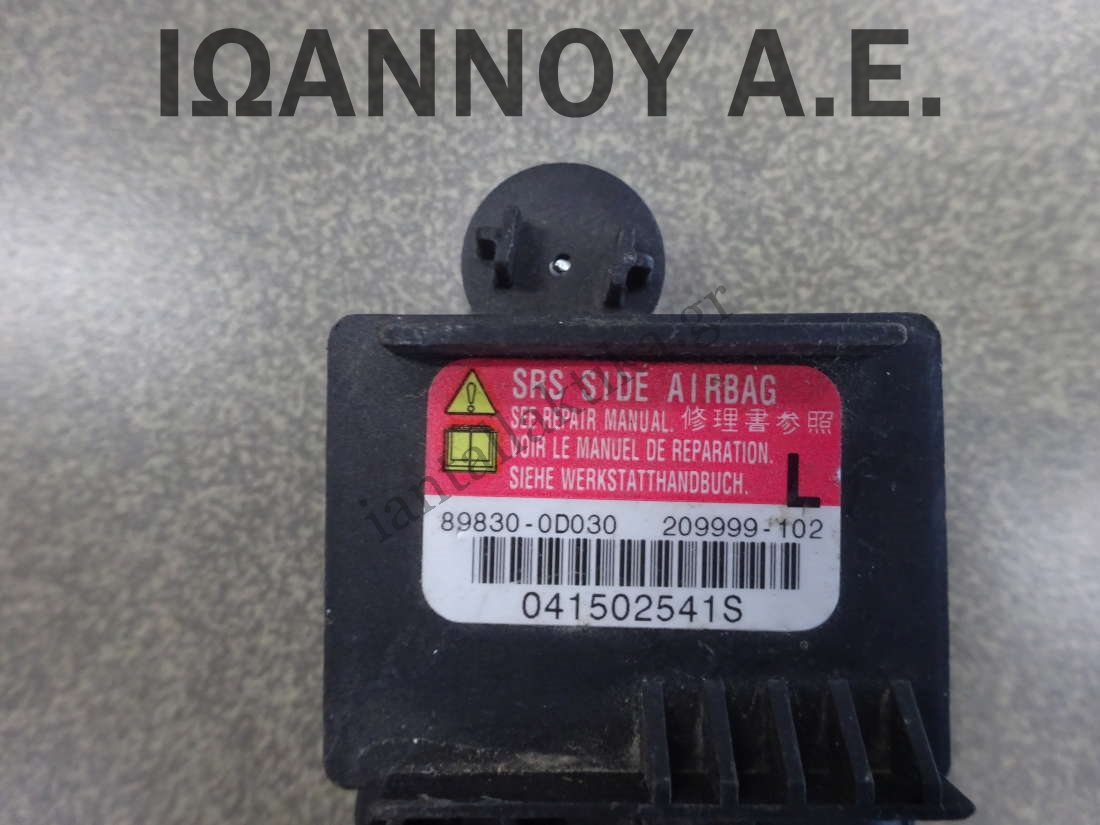 ΙΩΑΝΝΟΥ Α.Ε.
SRS SIDE AIRBAG
SEE REPAIR MANUAL. 修理書参照
VOIR LE MANUEL DE REPARATION.
SIEHE WERKSTATTHANDBUCH.
L
89830-0D030 209999-102
041502541S